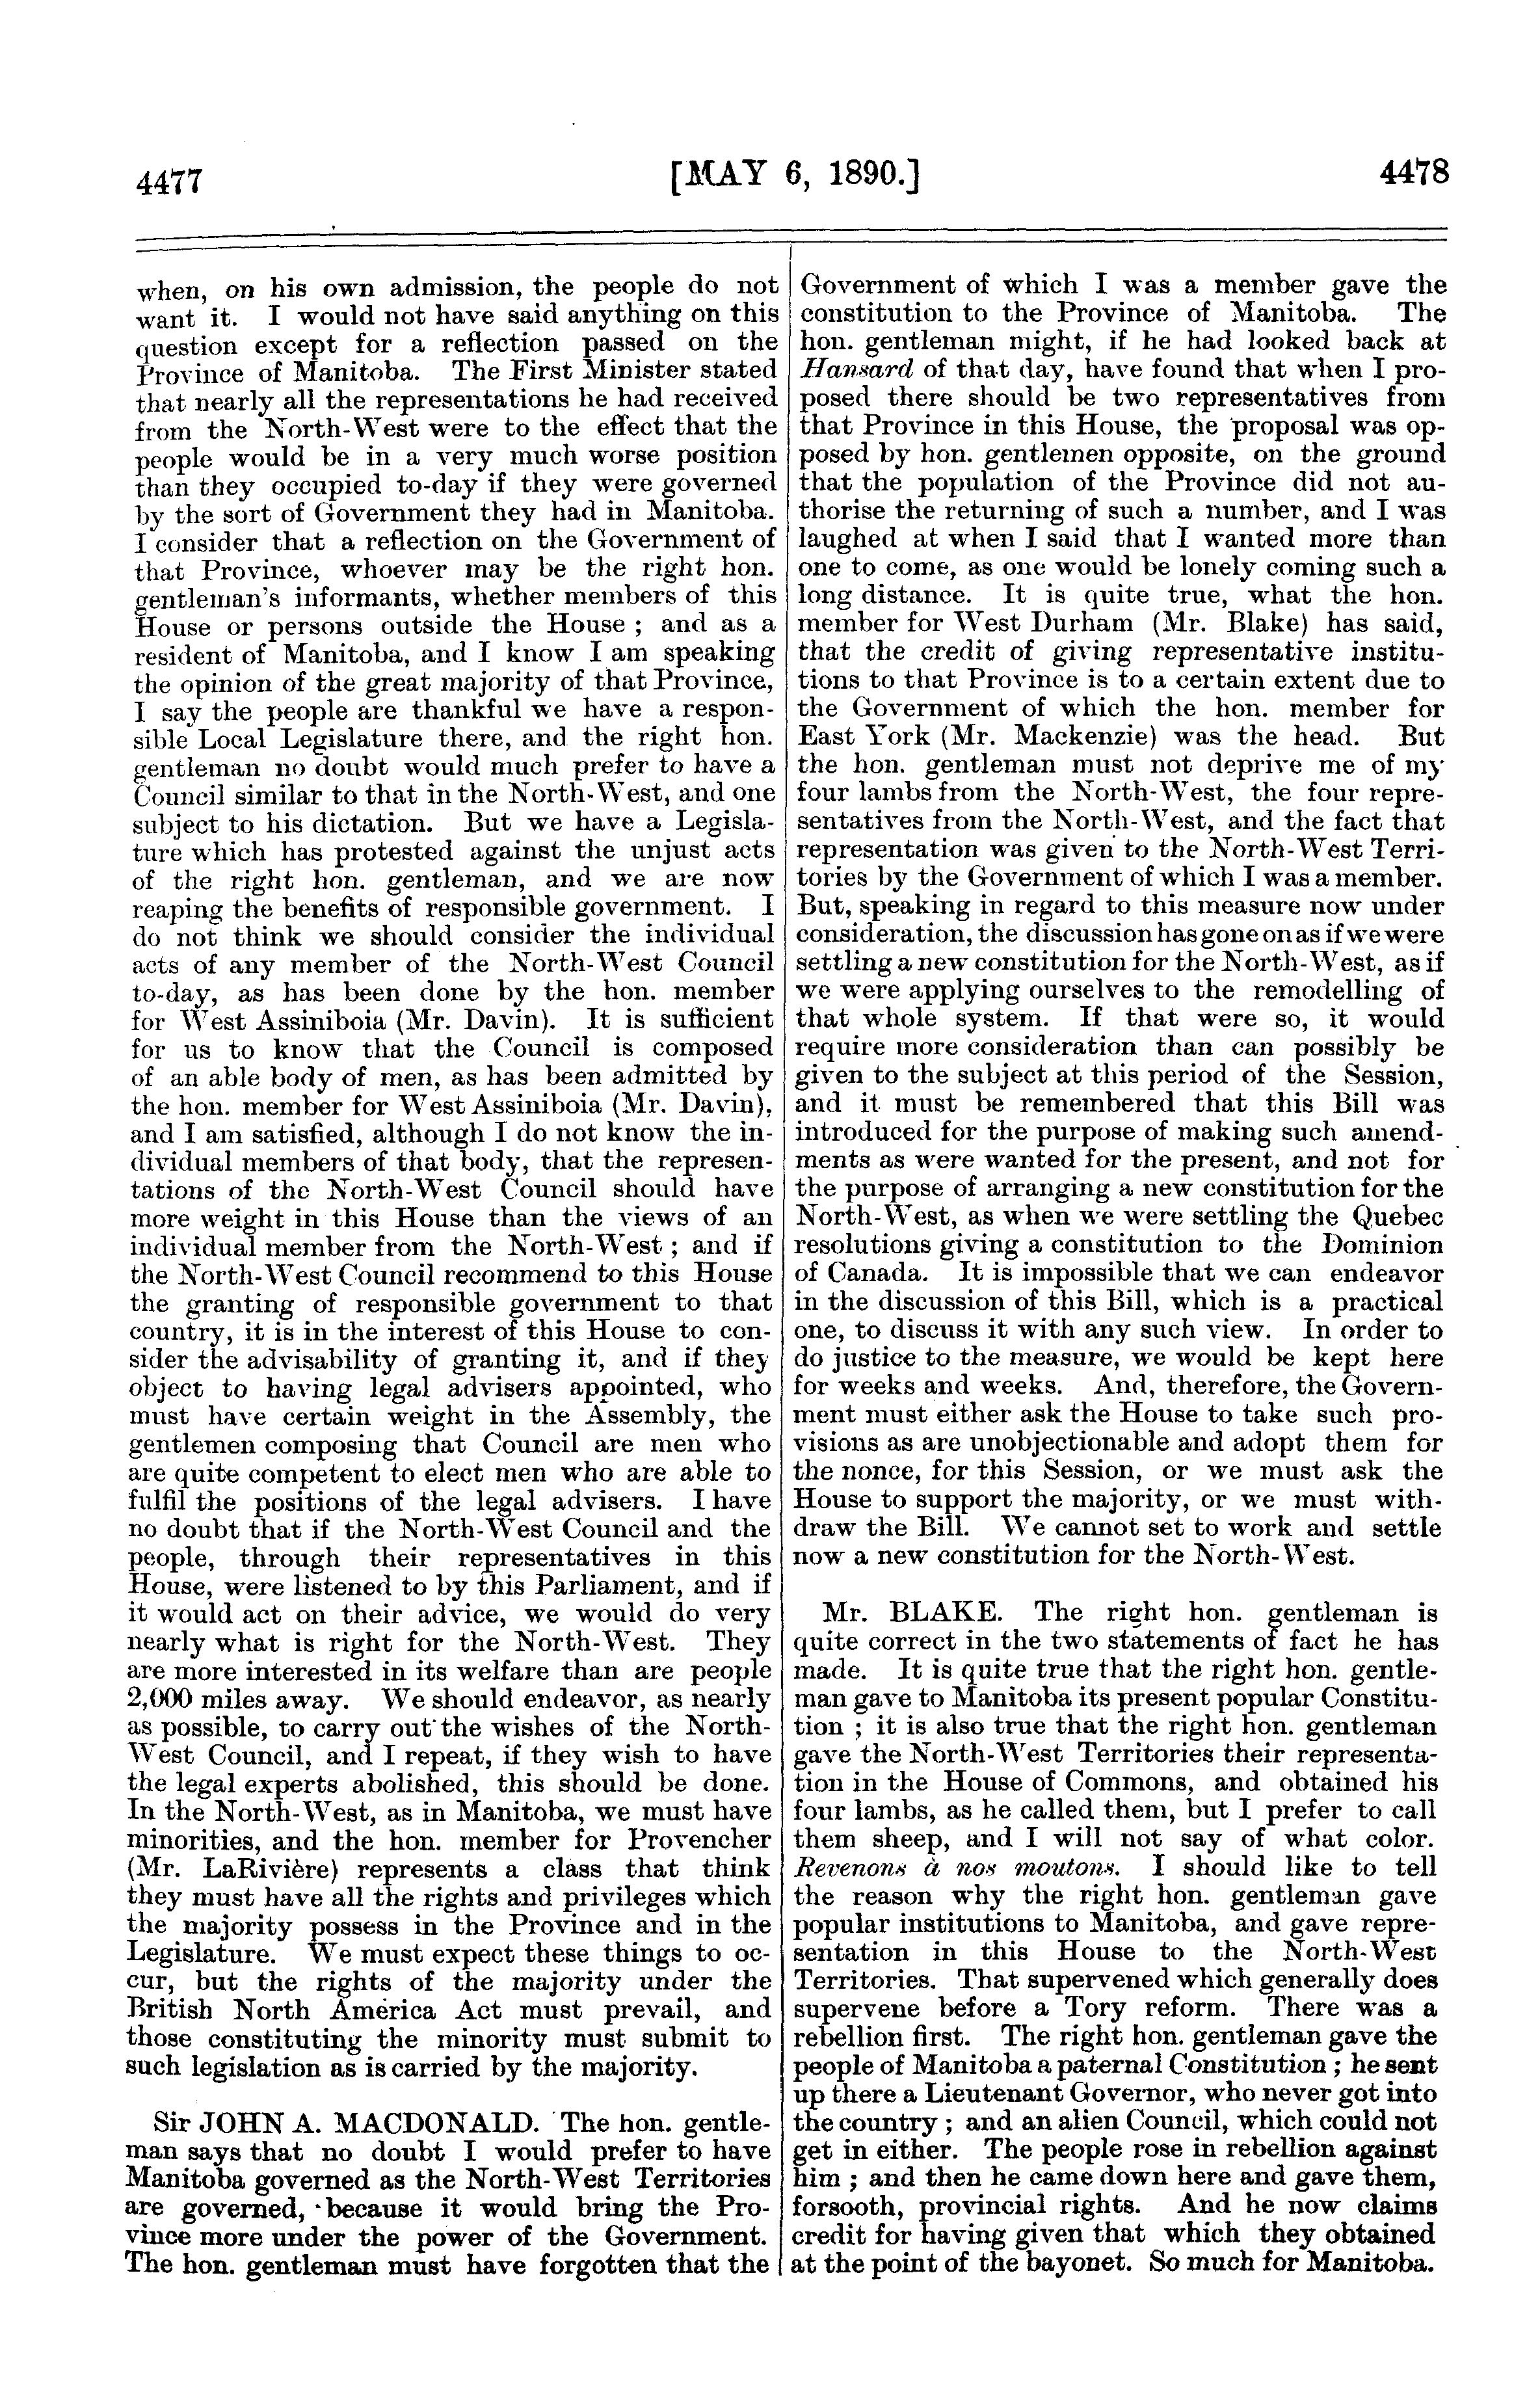 4477
[MAY 6, 1890.]
4478
when, on his own admission, the people do not
want it. I would not have said anything on this
question except for a reflection passed on the
Province of Manitoba. The First Minister stated
that nearly all the representations he had received
from the North-West were to the effect that the
people would be in a very much worse position
than they occupied to-day if they were governed
by the sort of Government they had in Manitoba.
I consider that a reflection on the Government of
that Province, whoever may be the right hon.
gentleman's informants, whether members of this
House or persons outside the House ; and as a
resident of Manitoba, and I know I am speaking
the opinion of the great majority of that Province,
I say the people are thankful we have a respon-
sible Local Legislature there, and the right hon.
gentleman no doubt would much prefer to have a
Council similar to that in the North-West, and one
subject to his dictation. But we have a Legisla-
ture which has protested against the unjust acts
of the right hon. gentleman, and we are now
reaping the benefits of responsible government. I
do not think we should consider the individual
acts of any member of the North-West Council
to-day, as has been done by the hon. member
for West Assiniboia (Mr. Davin). It is sufficient
for us to know that the Council is composed
of an able body of men, as has been admitted by
the hon. member for West Assiniboia (Mr. Davin),
and I am satisfied, although I do not know the in-
dividual members of that body, that the represen-
tations of the North-West Council should have
more weight in this House than the views of an
individual member from the North-West ; and if
the North-West Council recommend to this House
the granting of responsible government to that
country, it is in the interest of this House to con-
sider the advisability of granting it, and if they
object to having legal advisers appointed, who
must have certain weight in the Assembly, the
gentlemen composing that Council are men who
are quite competent to elect men who are able to
fulfil the positions of the legal advisers. I have
no doubt that if the North-West Council and the
people, through their representatives in this
House, were listened to by this Parliament, and if
it would act on their advice, we would do very
nearly what is right for the North-West. They
are more interested in its welfare than are people
2,000 miles away. We should endeavor, as nearly
as possible, to carry out the wishes of the North-
West Council, and I repeat, if they wish to have
the legal experts abolished, this should be done.
In the North-West, as in Manitoba, we must have
minorities, and the hon. member for Provencher
(Mr. LaRivière) represents a class that think
they must have all the rights and privileges which
the majority possess in the Province and in the
Legislature. We must expect these things to oc-
cur, but the rights of the majority under the
British North America Act must prevail, and
those constituting the minority must submit to
such legislation as is carried by the majority.
Sir JOHN A. MACDONALD. The hon. gentle-
man says that no doubt I would prefer to have
Manitoba governed as the North-West Territories
are governed, because it would bring the Pro-
vince more under the power of the Government.
The hon. gentleman must have forgotten that the
Government of which I was a member gave the
constitution to the Province of Manitoba. The
hon. gentleman might, if he had looked back at
Hansard of that day, have found that when I pro-
posed there should be two representatives from
that Province in this House, the proposal was op-
posed by hon. gentlemen opposite, on the ground
that the population of the Province did not au-
thorise the returning of such a number, and I was
laughed at when I said that I wanted more than
one to come, as one would be lonely coming such a
long distance. It is quite true, what the hon.
member for West Durham (Mr. Blake) has said,
that the credit of giving representative institu-
tions to that Province is to a certain extent due to
the Government of which the hon. member for
East York (Mr. Mackenzie) was the head. But
the hon. gentleman must not deprive me of my
four lambs from the North-West, the four repre-
sentatives from the North-West, and the fact that
representation was given to the North-West Terri-
tories by the Government of which I was a member.
But, speaking in regard to this measure now under
consideration, the discussion has gone on as if we were
settling a new constitution for the North-West, as if
we were applying ourselves to the remodelling of
that whole system. If that were so, it would
require more consideration than can possibly be
given to the subject at this period of the Session,
and it must be remembered that this Bill was
introduced for the purpose of making such amend-
ments as were wanted for the present, and not for
the purpose of arranging a new constitution for the
North-West, as when we were settling the Quebec
resolutions giving a constitution to the Dominion
of Canada. It is impossible that we can endeavor
in the discussion of this Bill, which is a practical
one, to discuss it with any such view. In order to
do justice to the measure, we would be kept here
for weeks and weeks. And, therefore, the Govern-
ment must either ask the House to take such pro-
visions as are unobjectionable and adopt them for
the nonce, for this Session, or we must ask the
House to support the majority, or we must with-
draw the Bill. We cannot set to work and settle
now a new constitution for the North-West.
Mr. BLAKE. The right hon. gentleman is
quite correct in the two statements of fact he has
made. It is quite true that the right hon. gentle-
man gave to Manitoba its present popular Constitu-
tion ; it is also true that the right hon. gentleman
gave the North-West Territories their representa-
tion in the House of Commons, and obtained his
four lambs, as he called them, but I prefer to call
them sheep, and I will not say of what color.
Revenons à nos moutons. I should like to tell
the reason why the right hon. gentleman gave
popular institutions to Manitoba, and gave repre-
sentation in this House to the North-West
Territories. That supervened which generally does
supervene before a Tory reform. There was a
rebellion first. The right hon. gentleman gave the
people of Manitoba a paternal Constitution ; he sent
up there a Lieutenant Governor, who never got into
the country ; and an alien Council, which could not
get in either. The people rose in rebellion against
him ; and then he came down here and gave them,
forsooth, provincial rights. And he now claims
credit for having given that which they obtained
at the point of the bayonet. So much for Manitoba.